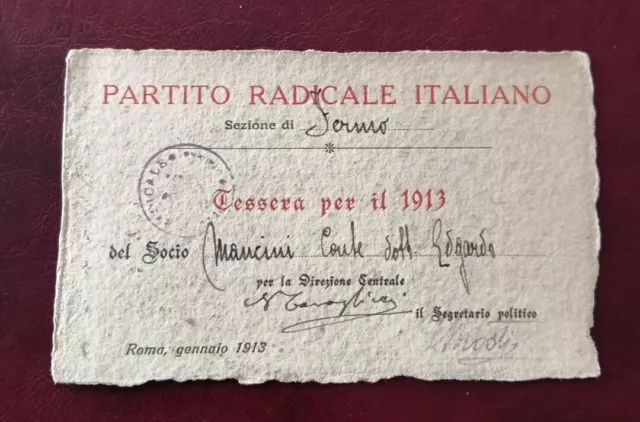 PARTITO RADICALE ITALIANO
Sezione di Fermo
Tessera per il 1913
del Socio Mancini Conte dott Edgardo
per la Direzione Centrale
il Segretario politico
Roma, gennaio 1913